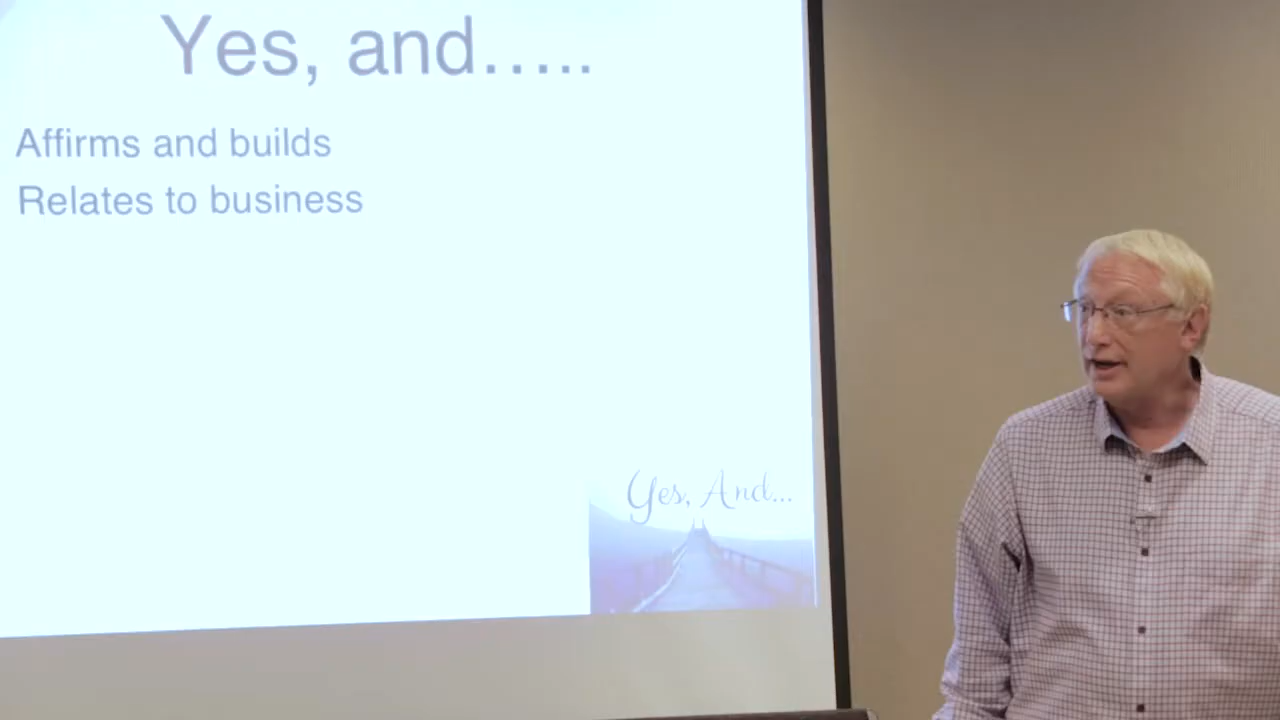 Yes, and.....
Affirms and builds
Relates to business
Yes, And...